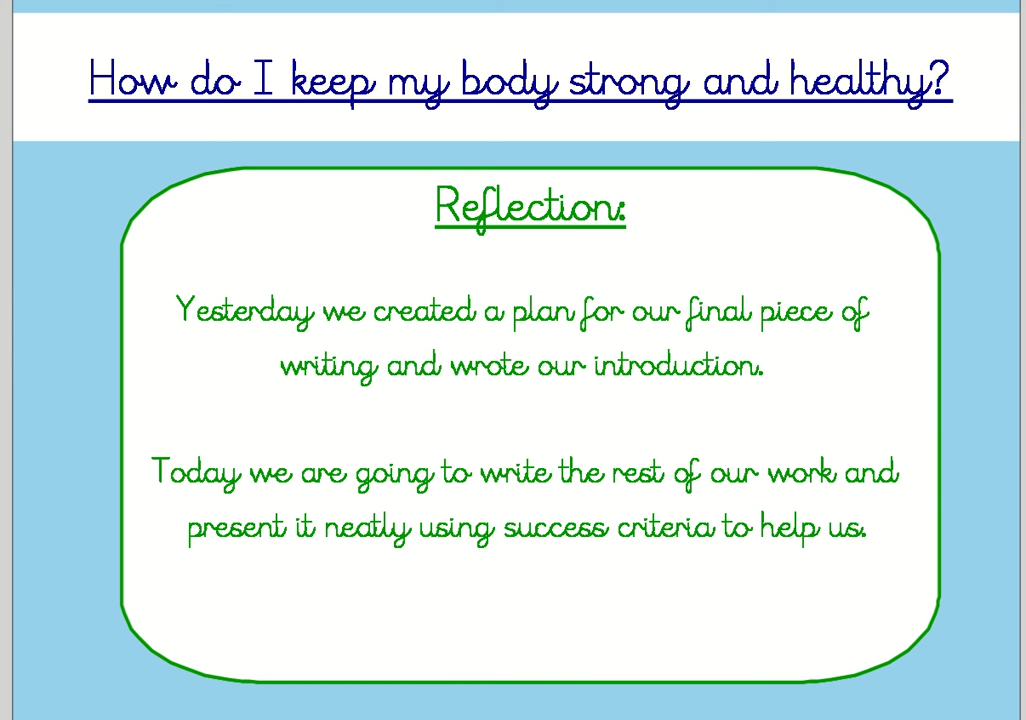 How do I keep my body strong and healthy?
Reflection:
Yesterday we created a plan for our final piece of
writing and wrote our introduction.
Today we are going to write the rest of our work and
present it neatly using success criteria to help us.